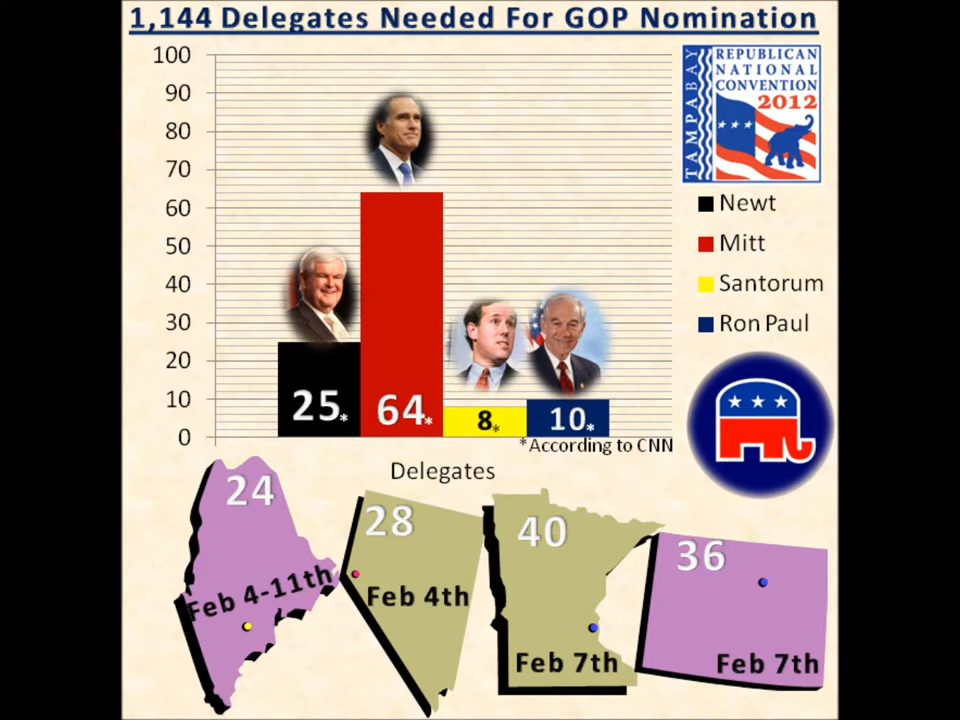 1,144 Delegates Needed For GOP Nomination
100
90
80
70
60
50
40
30
20
10
0
25*
64*
8*
10*
*According to CNN
Delegates
TAMPABAY
REPUBLICAN
NATIONAL
CONVENTION
2012
Newt
Mitt
Santorum
Ron Paul
24
Feb 4-11th
28
Feb 4th
40
Feb 7th
36
Feb 7th